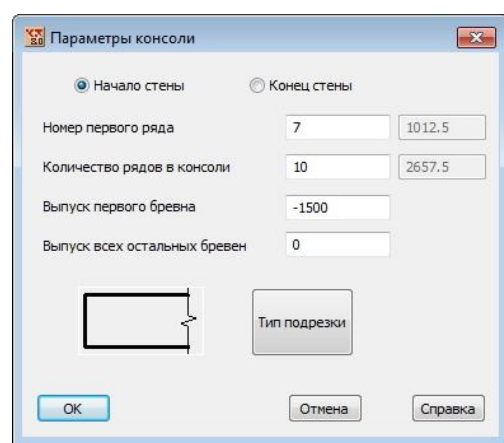 Параметры консоли
Начало стены Конец стены
Номер первого ряда 7 1012.5
Количество рядов в консоли 10 2657.5
Выпуск первого бревна -1500
Выпуск всех остальных бревен 0
Тип подрезки
ОК Отмена Справка